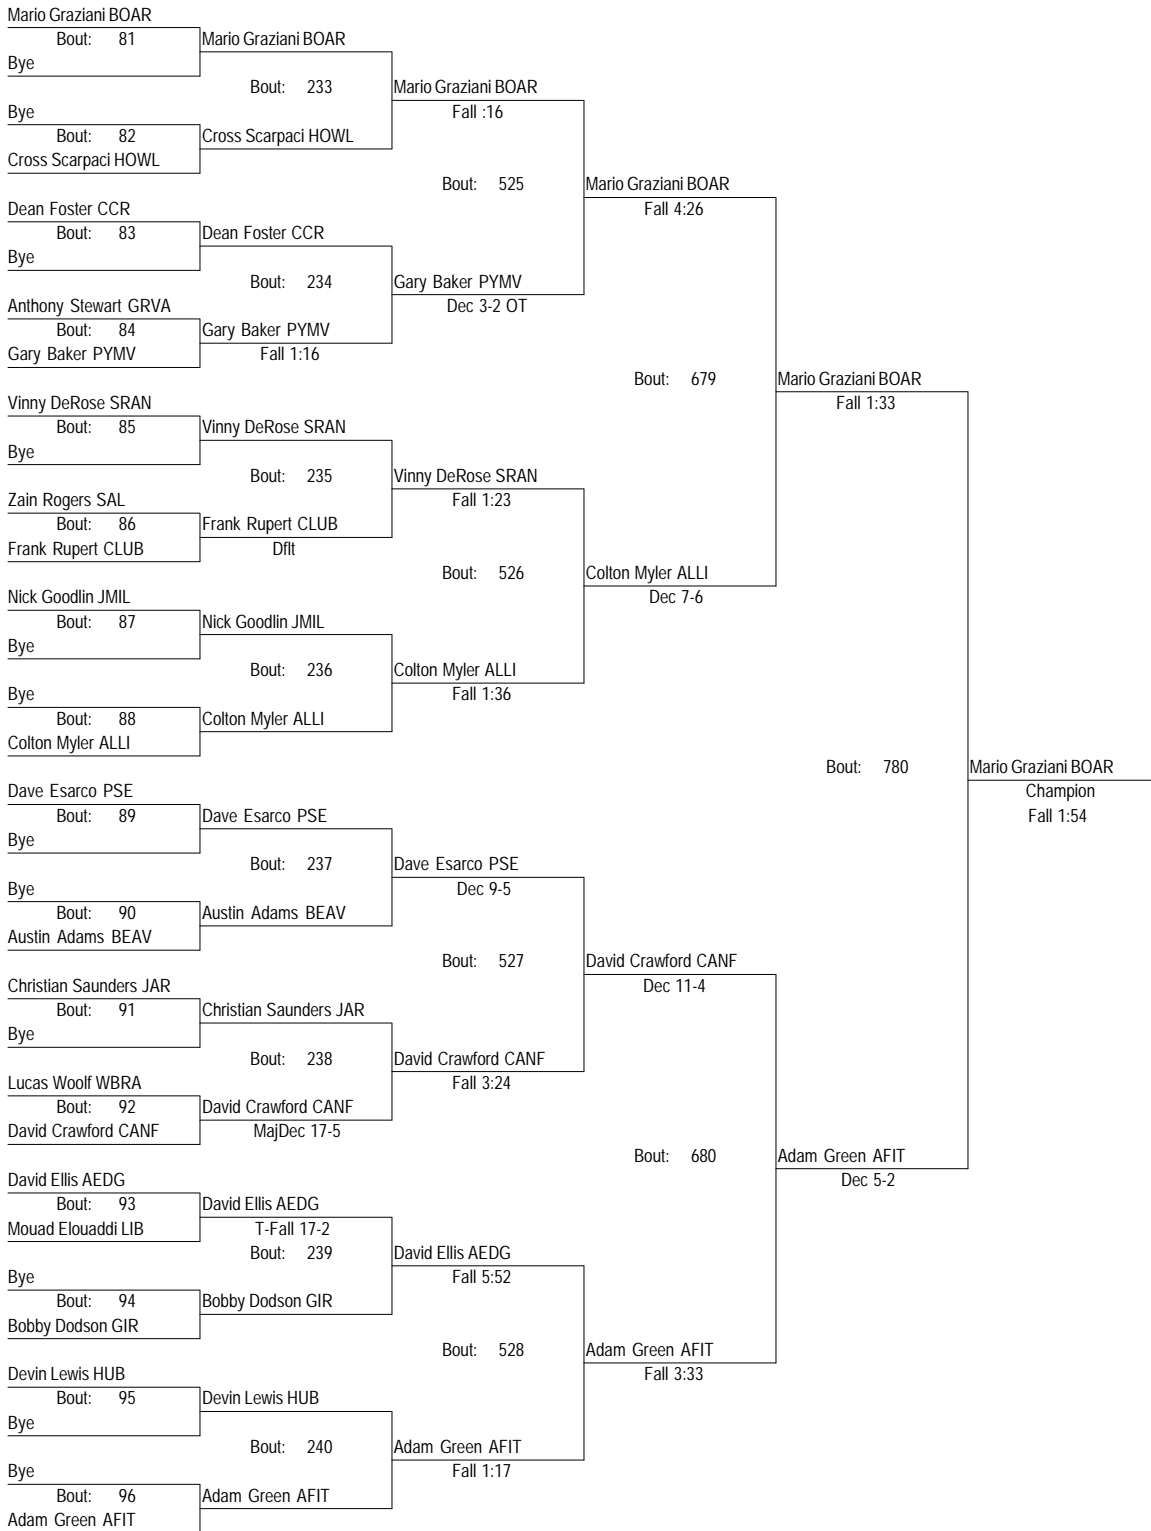 Mario Graziani BOAR
Bout: 81 Mario Graziani BOAR
Bye
Bout: 233 Mario Graziani BOAR
Bye Fall :16
Bout: 82 Cross Scarpaci HOWL
Cross Scarpaci HOWL
Bout: 525 Mario Graziani BOAR
Dean Foster CCR Fall 4:26
Bout: 83 Dean Foster CCR
Bye
Bout: 234 Gary Baker PYMV
Anthony Stewart GRVA Dec 3-2 OT
Bout: 84 Gary Baker PYMV
Gary Baker PYMV Fall 1:16
Bout: 679 Mario Graziani BOAR
Vinny DeRose SRAN Fall 1:33
Bout: 85 Vinny DeRose SRAN
Bye
Bout: 235 Vinny DeRose SRAN
Zain Rogers SAL Fall 1:23
Bout: 86 Frank Rupert CLUB
Frank Rupert CLUB Dflt
Bout: 526 Colton Myler ALLI
Nick Goodlin JMIL Dec 7-6
Bout: 87 Nick Goodlin JMIL
Bye
Bout: 236 Colton Myler ALLI
Bye Fall 1:36
Bout: 88 Colton Myler ALLI
Colton Myler ALLI
Bout: 780 Mario Graziani BOAR
Dave Esarco PSE Champion
Bout: 89 Dave Esarco PSE Fall 1:54
Bye
Bout: 237 Dave Esarco PSE
Bye Dec 9-5
Bout: 90 Austin Adams BEAV
Austin Adams BEAV
Bout: 527 David Crawford CANF
Christian Saunders JAR Dec 11-4
Bout: 91 Christian Saunders JAR
Bye
Bout: 238 David Crawford CANF
Lucas Woolf WBRA Fall 3:24
Bout: 92 David Crawford CANF
David Crawford CANF MajDec 17-5
Bout: 680 Adam Green AFIT
David Ellis AEDG Dec 5-2
Bout: 93 David Ellis AEDG
Mouad Elouaddi LIB T-Fall 17-2
Bout: 239 David Ellis AEDG
Bye Fall 5:52
Bout: 94 Bobby Dodson GIR
Bobby Dodson GIR
Bout: 528 Adam Green AFIT
Devin Lewis HUB Fall 3:33
Bout: 95 Devin Lewis HUB
Bye
Bout: 240 Adam Green AFIT
Bye Fall 1:17
Bout: 96 Adam Green AFIT
Adam Green AFIT